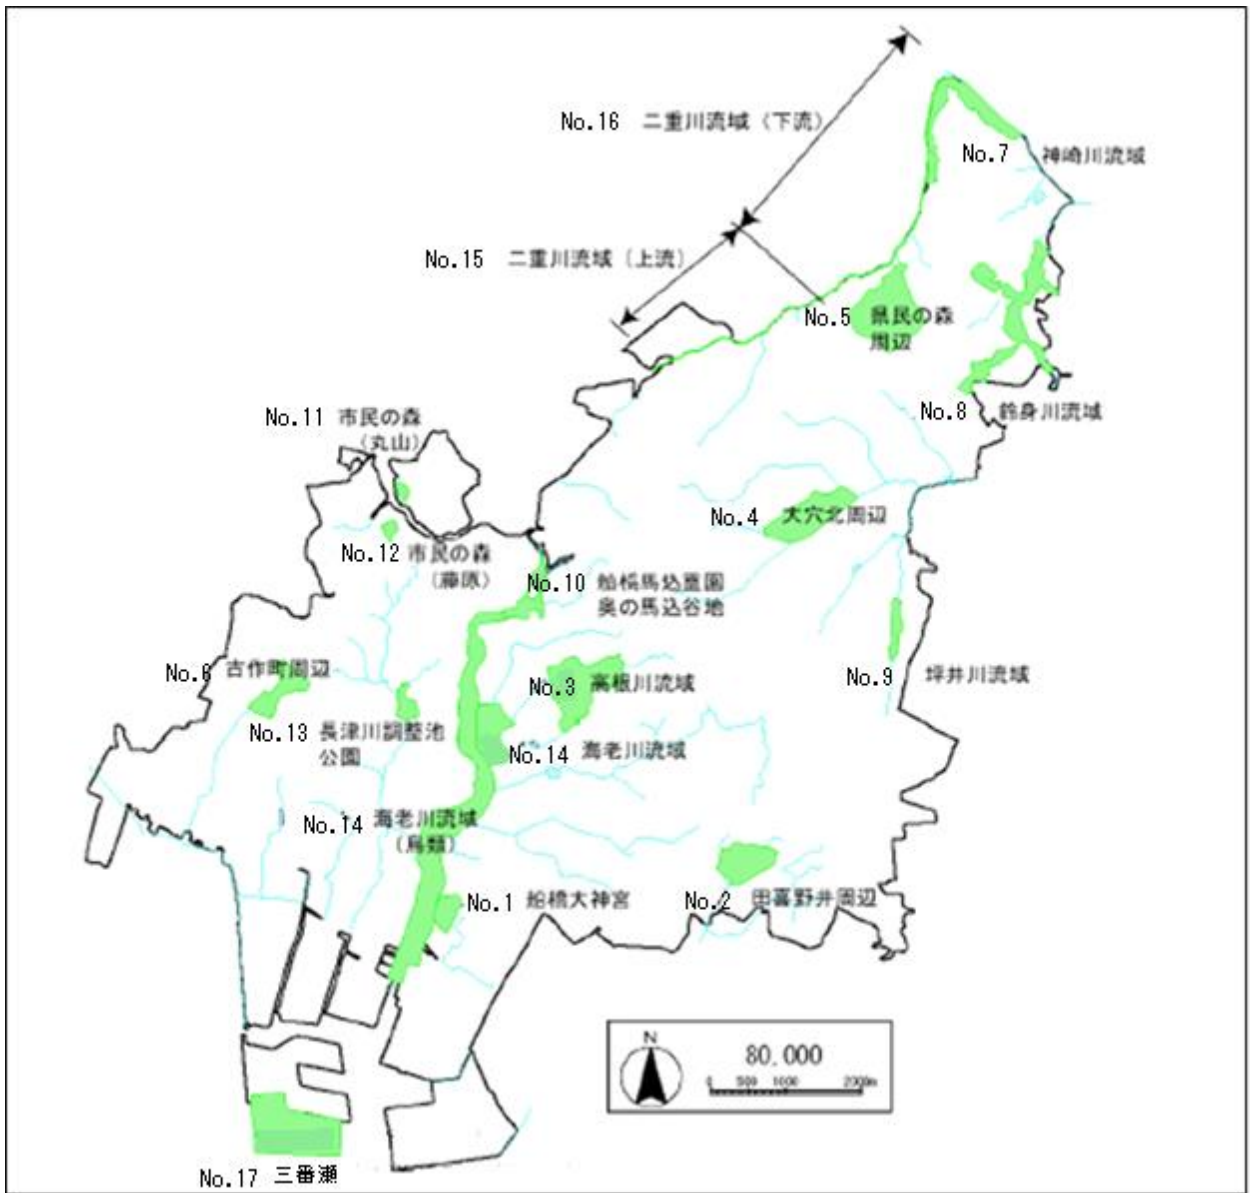 No.16 二重川流域(下流)
No.7 神崎川流域
No.15 二重川流域(上流)
No.5 県民の森
周辺
No.11 市民の森
(丸山)
No.8 鈴身川流域
No.4 大穴北周辺
No.12 市民の森
(藤原)
No.10 船橋馬込霊園
奥の馬込谷地
No.6 古作町周辺
No.3 高根川流域
No.9 坪井川流域
No.13 長津川調整池
公園
No.14 海老川流域
No.14 海老川流域
(鳥類)
No.1 船橋大神宮
No.2 田喜野井周辺
N
80,000
0 500 1000 2000m
No.17 三番瀬